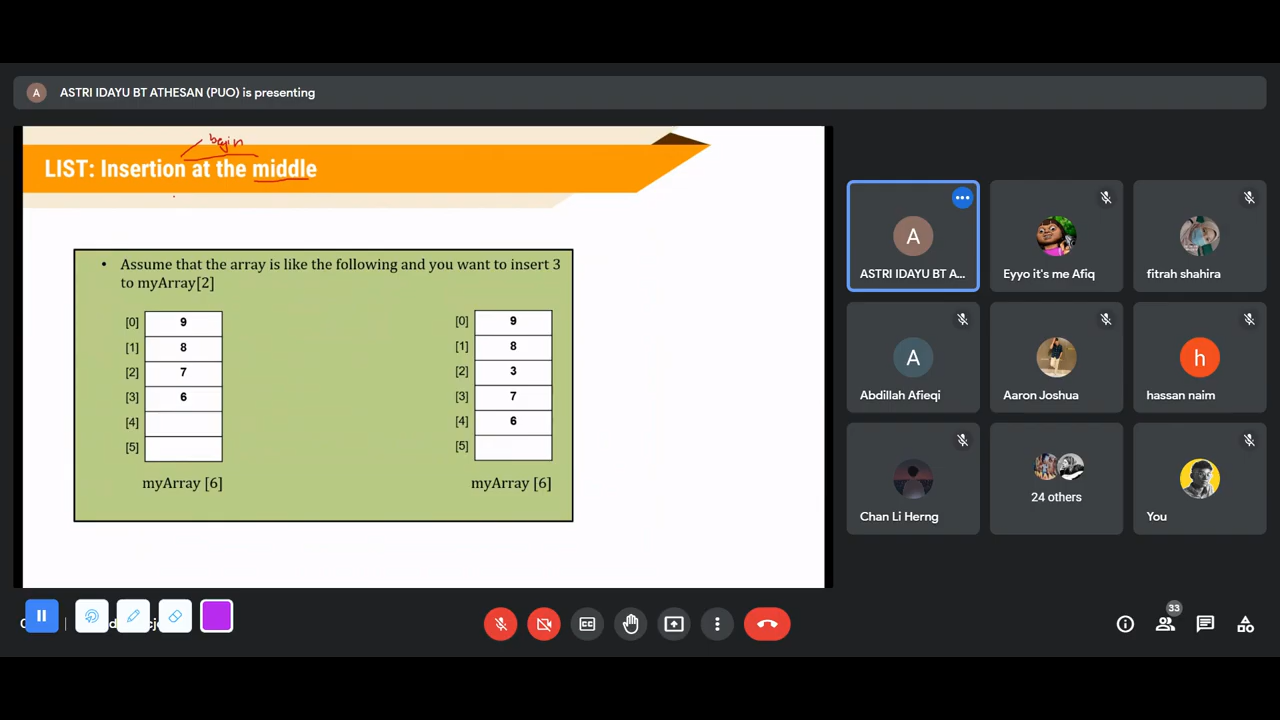 A ASTRI IDAYU BT ATHESAN (PUO) is presenting
begin
LIST: Insertion at the middle
• Assume that the array is like the following and you want to insert 3
to myArray[2]
[0] 9
[1] 8
[2] 7
[3] 6
[4]
[5]
myArray [6]
[0] 9
[1] 8
[2] 3
[3] 7
[4] 6
[5]
myArray [6]
A
ASTRI IDAYU BT A...
Eyyo it's me Afiq
fitrah shahira
A
Abdillah Afieqi
Aaron Joshua
h
hassan naim
Chan Li Herng
24 others
You
CC
33